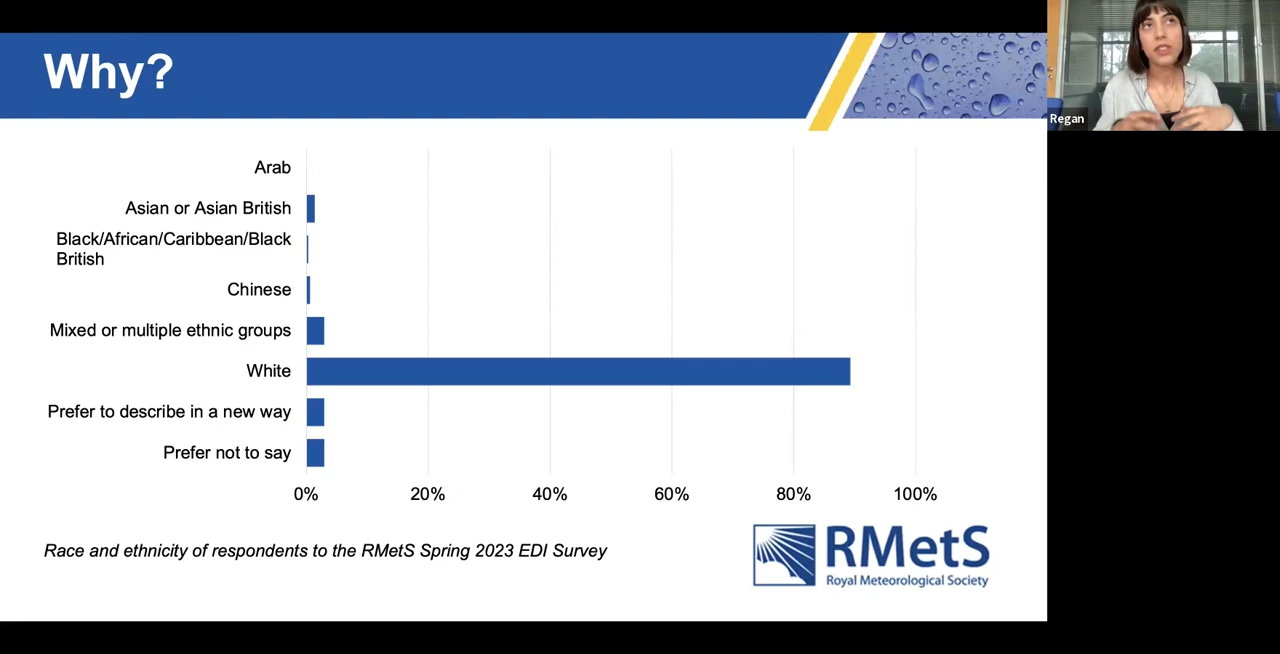 Why?
Regan
Arab
Asian or Asian British
Black/African/Caribbean/Black
British
Chinese
Mixed or multiple ethnic groups
White
Prefer to describe in a new way
Prefer not to say
0% 20% 40% 60% 80% 100%
Race and ethnicity of respondents to the RMetS Spring 2023 EDI Survey
RMetS
Royal Meteorological Society